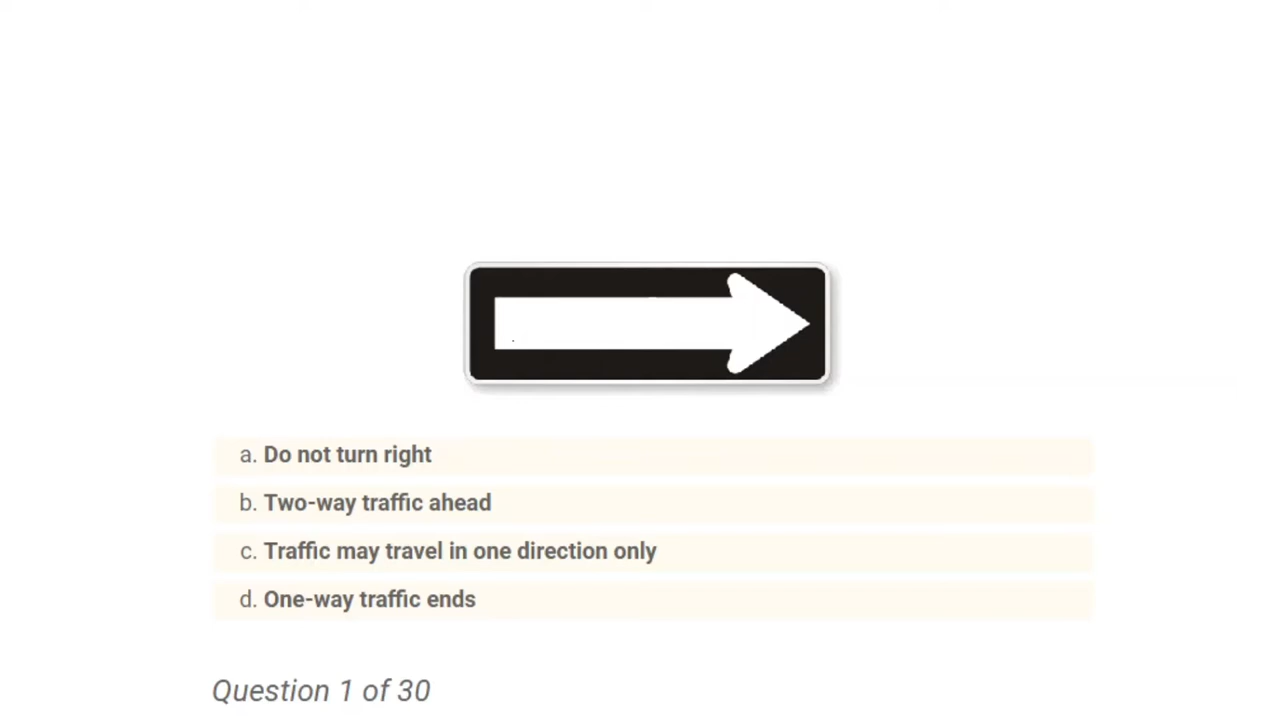 a. Do not turn right
b. Two-way traffic ahead
c. Traffic may travel in one direction only
d. One-way traffic ends
Question 1 of 30